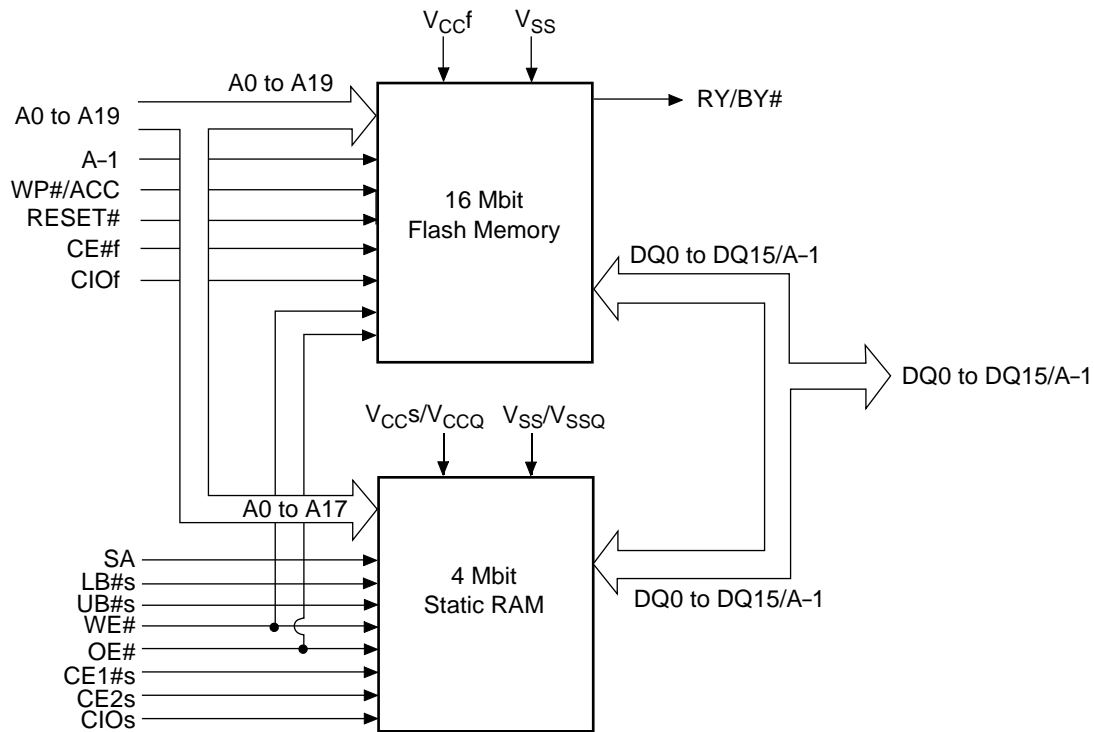 VCCf
VSS
A0 to A19
A0 to A19
RY/BY#
A–1
WP#/ACC
RESET#
CE#f
CIOf
16 Mbit
Flash Memory
DQ0 to DQ15/A–1
DQ0 to DQ15/A–1
VCCs/VCCQ
VSS/VSSQ
A0 to A17
SA
LB#s
UB#s
WE#
OE#
CE1#s
CE2s
CIOs
4 Mbit
Static RAM
DQ0 to DQ15/A–1